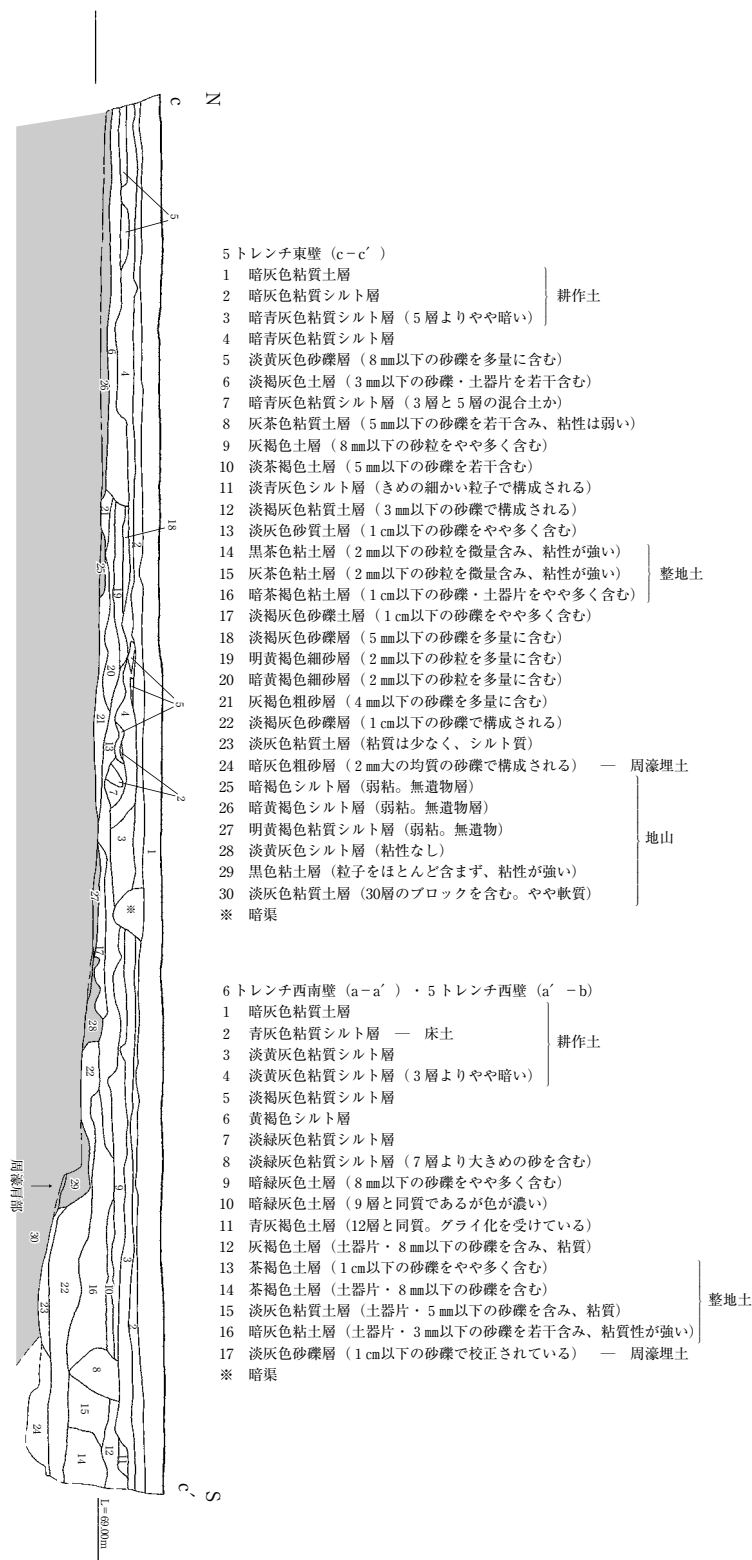 N
c
5
6
4
26
2
18
21
25
19
20
5
4
21
13
7
2
3
1
※
27
17
28
22
9
29
周濠肩部
30
3
16
10
22
2
23
8
15
24
12
11
14
S
c′
L=69.00m
5トレンチ東壁(c-c′)
1 暗灰色粘質土層
2 暗灰色粘質シルト層
3 暗青灰色粘質シルト層(5層よりやや暗い)
耕作土
4 暗青灰色粘質シルト層
5 淡黄灰色砂礫層(8㎜以下の砂礫を多量に含む)
6 淡褐灰色土層(3㎜以下の砂礫・土器片を若干含む)
7 暗青灰色粘質シルト層(3層と5層の混合土か)
8 灰茶色粘質土層(5㎜以下の砂礫を若干含み、粘性は弱い)
9 灰褐色土層(8㎜以下の砂粒をやや多く含む)
10 淡茶褐色土層(5㎜以下の砂礫を若干含む)
11 淡青灰色シルト層(きめの細かい粒子で構成される)
12 淡褐灰色粘質土層(3㎜以下の砂礫で構成される)
13 淡灰色砂質土層(1㎝以下の砂礫をやや多く含む)
14 黒茶色粘土層(2㎜以下の砂粒を微量含み、粘性が強い)
15 灰茶色粘土層(2㎜以下の砂粒を微量含み、粘性が強い)
16 暗茶褐色粘土層(1㎝以下の砂礫・土器片をやや多く含む)
整地土
17 淡褐灰色砂礫土層(1㎝以下の砂礫をやや多く含む)
18 淡褐灰色砂礫層(5㎜以下の砂礫を多量に含む)
19 明黄褐色細砂層(2㎜以下の砂粒を多量に含む)
20 暗黄褐色細砂層(2㎜以下の砂粒を多量に含む)
21 灰褐色粗砂層(4㎜以下の砂礫を多量に含む)
22 淡褐灰色砂礫層(1㎝以下の砂礫で構成される)
23 淡灰色粘質土層(粘質は少なく、シルト質)
24 暗灰色粗砂層(2㎜大の均質の砂礫で構成される) ― 周濠埋土
25 暗褐色シルト層(弱粘。無遺物層)
26 暗黄褐色シルト層(弱粘。無遺物層)
27 明黄褐色粘質シルト層(弱粘。無遺物)
28 淡黄灰色シルト層(粘性なし)
29 黒色粘土層(粒子をほとんど含まず、粘性が強い)
30 淡灰色粘質土層(30層のブロックを含む。やや軟質)
地山
※ 暗渠
6トレンチ西南壁(a-a′)・5トレンチ西壁(a′-b)
1 暗灰色粘質土層
2 青灰色粘質シルト層 ― 床土
3 淡黄灰色粘質シルト層
4 淡黄灰色粘質シルト層(3層よりやや暗い)
耕作土
5 淡褐灰色粘質シルト層
6 黄褐色シルト層
7 淡緑灰色粘質シルト層
8 淡緑灰色粘質シルト層(7層より大きめの砂を含む)
9 暗緑灰色土層(8㎜以下の砂礫をやや多く含む)
10 暗緑灰色土層(9層と同質であるが色が濃い)
11 青灰褐色土層(12層と同質。グライ化を受けている)
12 灰褐色土層(土器片・8㎜以下の砂礫を含み、粘質)
13 茶褐色土層(1㎝以下の砂礫をやや多く含む)
14 茶褐色土層(土器片・8㎜以下の砂礫を含む)
15 淡灰色粘質土層(土器片・5㎜以下の砂礫を含み、粘質)
16 暗灰色粘土層(土器片・3㎜以下の砂礫を若干含み、粘質性が強い)
整地土
17 淡灰色砂礫層(1㎝以下の砂礫で校正されている) ― 周濠埋土
※ 暗渠